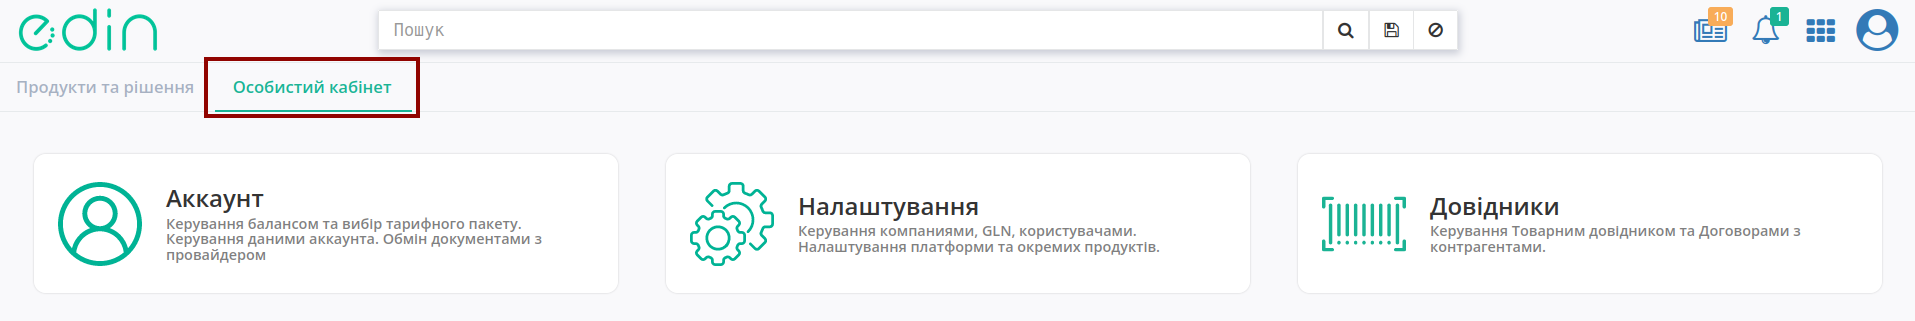 edin
Пошук
10
1
Продукти та рішення
Особистий кабінет
Аккаунт
Керування балансом та вибір тарифного пакету.
Керування даними аккаунта. Обмін документами з
провайдером
Налаштування
Керування компаніями, GLN, користувачами.
Налаштування платформи та окремих продуктів.
Довідники
Керування Товарним довідником та Договорами з
контрагентами.